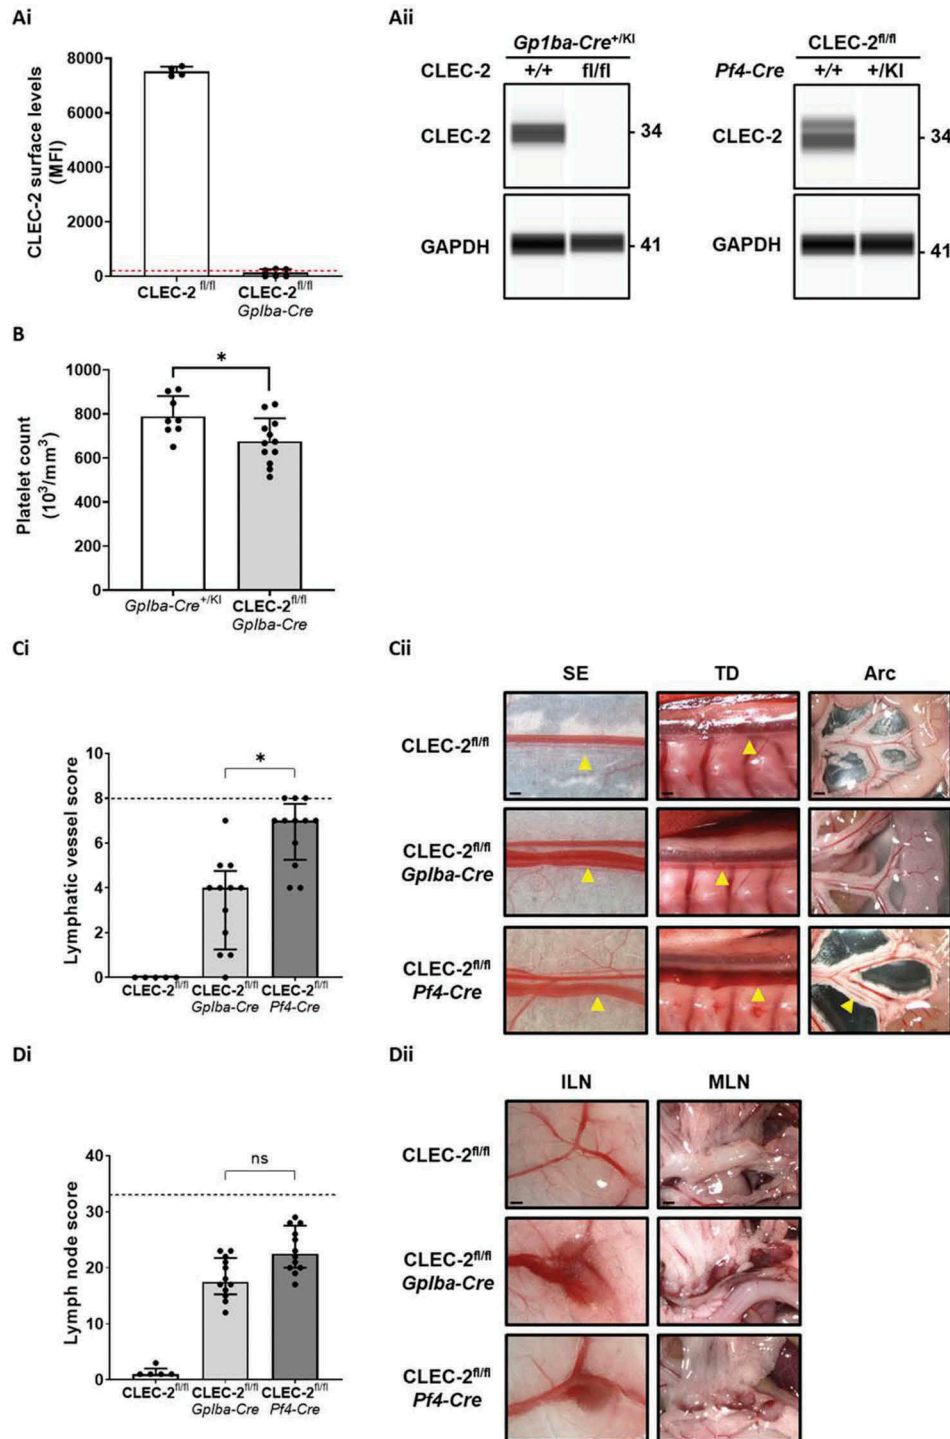 Ai
CLEC-2 surface levels
(MFI)
8000
6000
4000
2000
0
CLEC-2fl/fl
CLEC-2fl/fl
GpIba-Cre
Aii
Gp1ba-Cre+/KI
CLEC-2 +/+ fl/fl
CLEC-2
- 34
GAPDH
- 41
CLEC-2fl/fl
Pf4-Cre +/+ +/KI
CLEC-2
- 34
GAPDH
- 41
B
Platelet count
(10³/mm³)
1000
800
600
400
200
0
*
GpIba-Cre+/KI
CLEC-2fl/fl
GpIba-Cre
Ci
Lymphatic vessel score
10
8
6
4
2
0
*
CLEC-2fl/fl
CLEC-2fl/fl
GpIba-Cre
CLEC-2fl/fl
Pf4-Cre
Cii
SE TD Arc
CLEC-2fl/fl
CLEC-2fl/fl
GpIba-Cre
CLEC-2fl/fl
Pf4-Cre
Di
Lymph node score
40
30
20
10
0
ns
CLEC-2fl/fl
CLEC-2fl/fl
GpIba-Cre
CLEC-2fl/fl
Pf4-Cre
Dii
ILN MLN
CLEC-2fl/fl
CLEC-2fl/fl
GpIba-Cre
CLEC-2fl/fl
Pf4-Cre